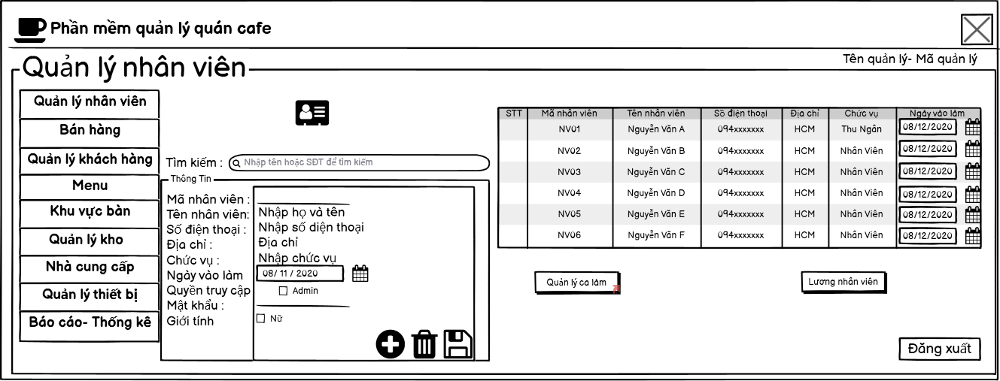 Phần mềm quản lý quán cafe
Tên quản lý- Mã quản lý
Quản lý nhân viên
Quản lý nhân viên
Bán hàng
Quản lý khách hàng
Menu
Khu vực bàn
Quản lý kho
Nhà cung cấp
Quản lý thiết bị
Báo cáo- Thống kê
Tìm kiếm : Nhập tên hoặc SĐT để tìm kiếm
Thông Tin
Mã nhân viên :
Tên nhân viên: Nhập họ và tên
Số điện thoại : Nhập số diện thoại
Địa chỉ : Địa chỉ
Chức vụ : Nhập chức vụ
Ngày vào làm 08/ 11 / 2020
Quyền truy cập Admin
Mật khẩu :
Giới tính Nữ
STT Mã nhân viên Tên nhân viên Số điện thoại Địa chỉ Chức vụ Ngày vào làm
NV01 Nguyễn Văn A 094xxxxxxx HCM Thu Ngân 08/12/2020
NV02 Nguyễn Văn B 094xxxxxxx HCM Nhân Viên 08/12/2020
NV03 Nguyễn Văn C 094xxxxxxx HCM Nhân Viên 08/12/2020
NV04 Nguyễn Văn D 094xxxxxxx HCM Nhân Viên 08/12/2020
NV05 Nguyễn Văn E 094xxxxxxx HCM Nhân Viên 08/12/2020
NV06 Nguyễn Văn F 094xxxxxxx HCM Nhân Viên 08/12/2020
Quản lý ca làm
Lương nhân viên
Đăng xuất